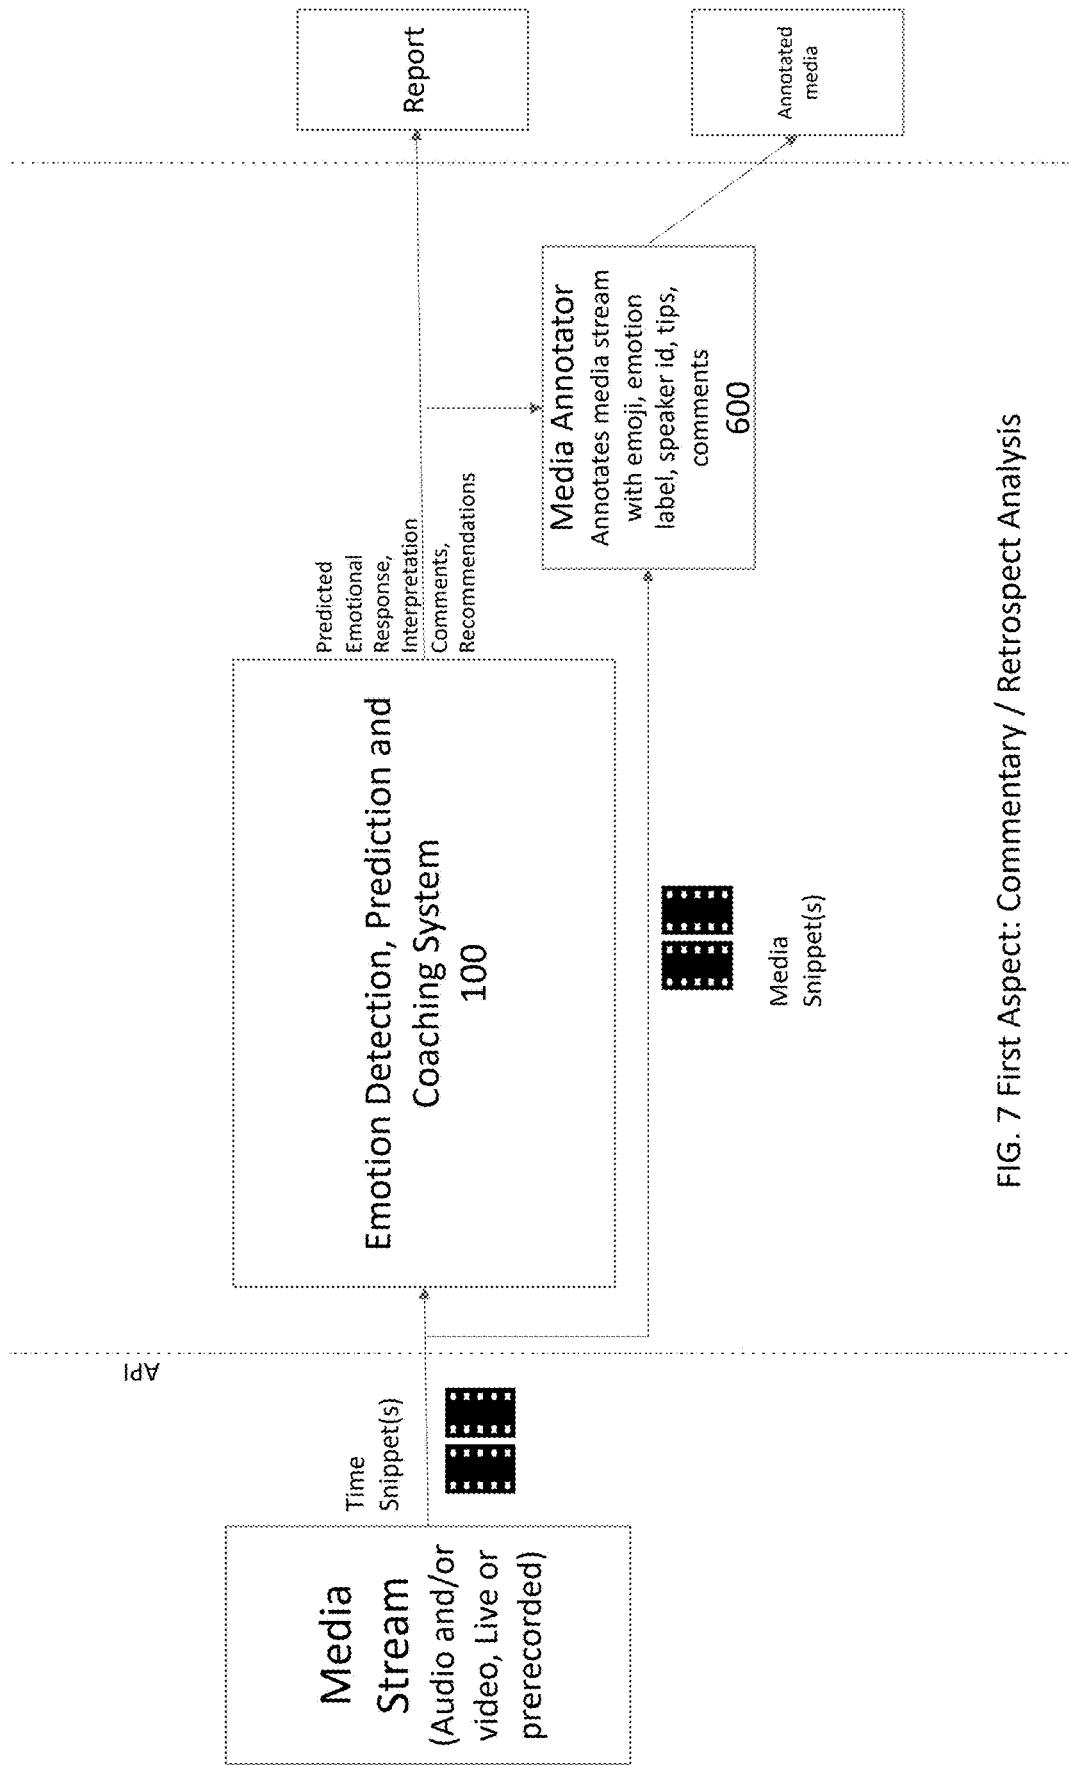 API
Media
Stream
(Audio and/or
video, Live or
prerecorded)
Time
Snippet(s)
Emotion Detection, Prediction and
Coaching System
100
Predicted
Emotional
Response,
Interpretation
Comments,
Recommendations
Media
Snippet(s)
Media Annotator
Annotates media stream
with emoji, emotion
label, speaker id, tips,
comments
600
Report
Annotated
media
FIG. 7 First Aspect: Commentary / Retrospect Analysis